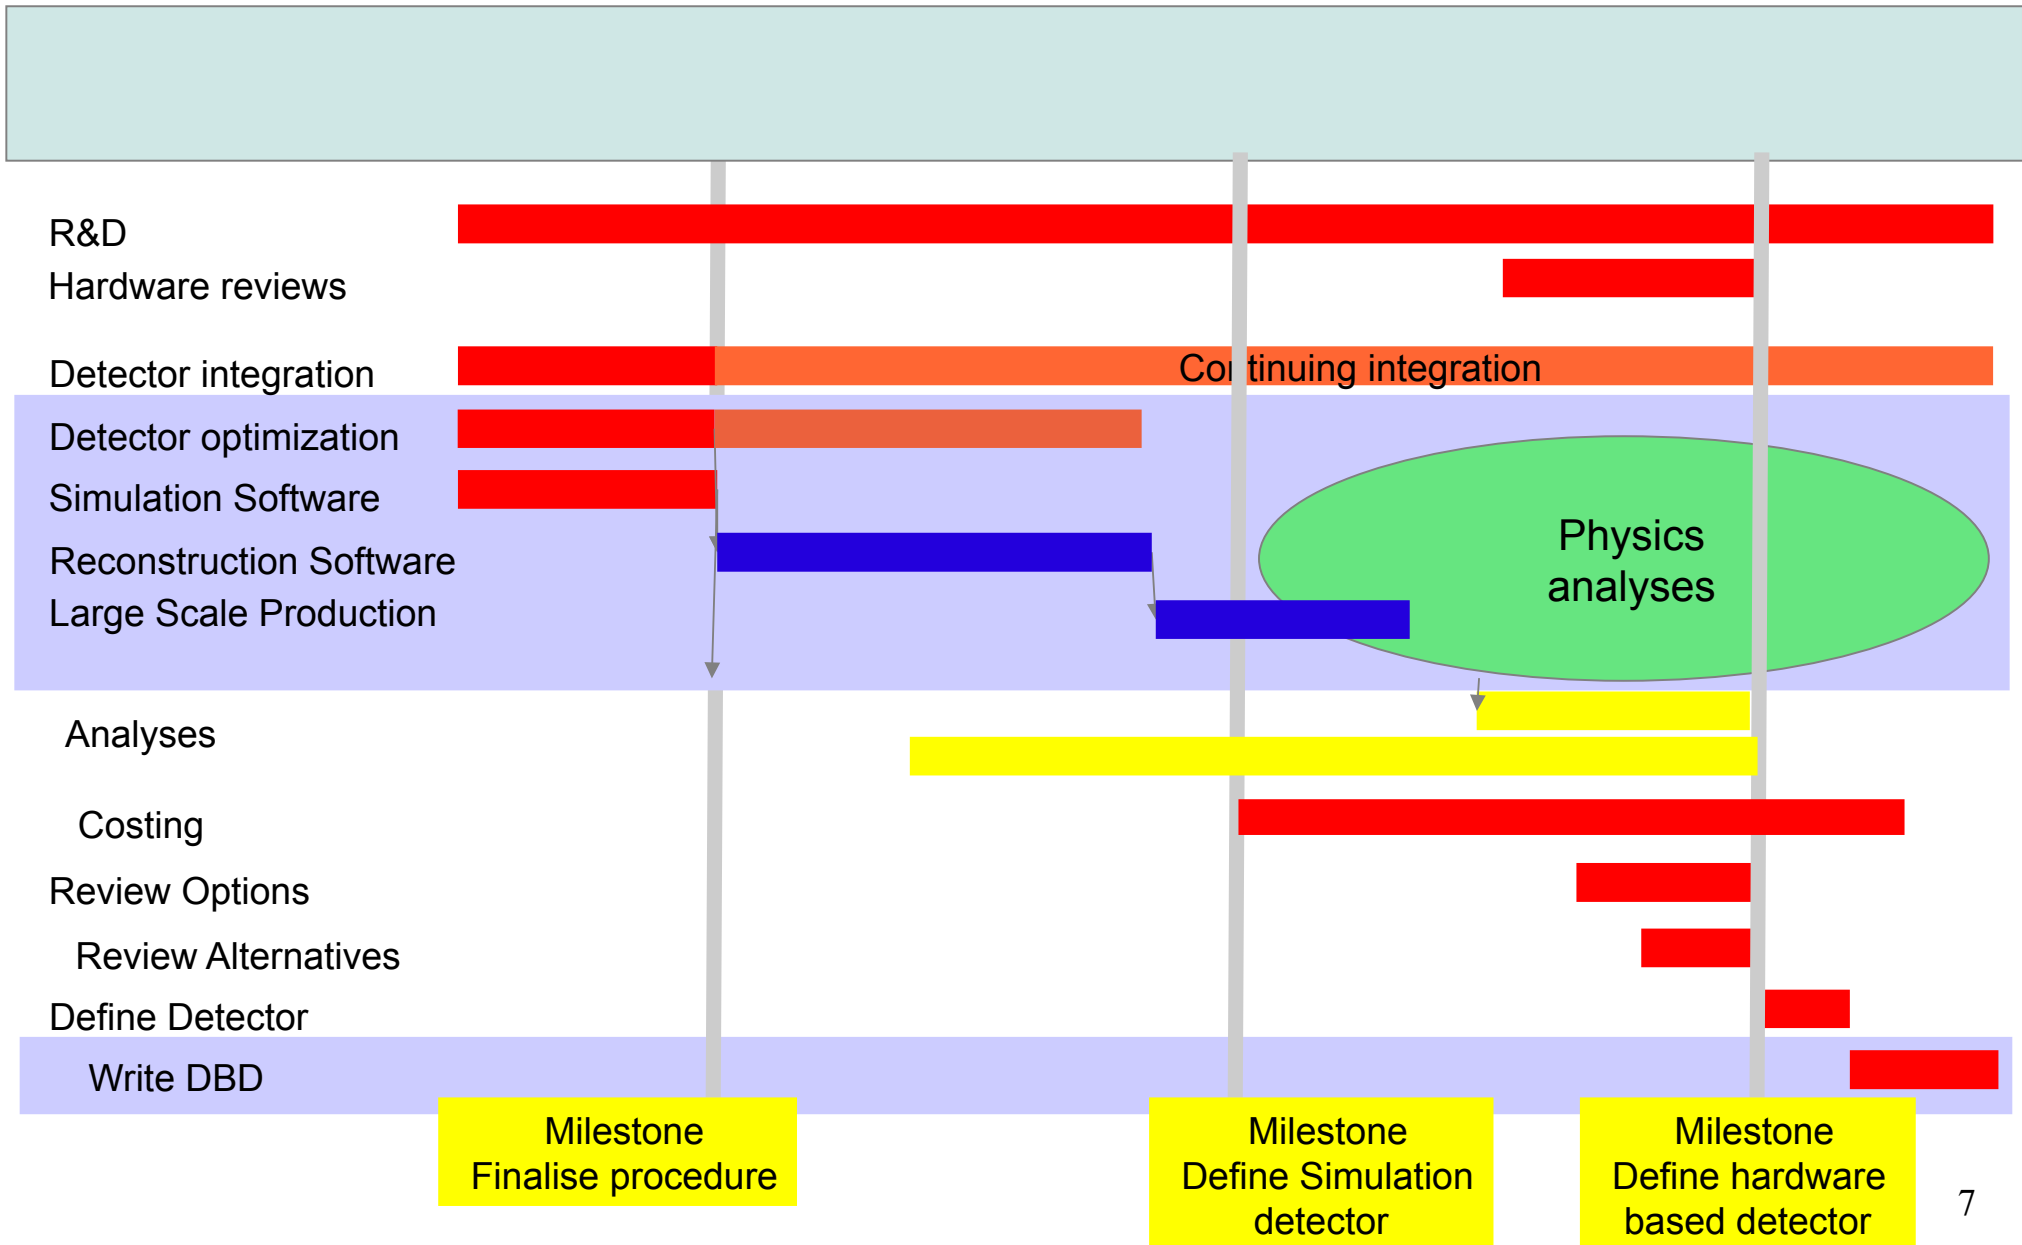 R&D
Hardware reviews
Detector integration
Continuing integration
Detector optimization
Simulation Software
Reconstruction Software
Large Scale Production
Physics
analyses
Analyses
Costing
Review Options
Review Alternatives
Define Detector
Write DBD
Milestone
Finalise procedure
Milestone
Define Simulation
detector
Milestone
Define hardware
based detector
7